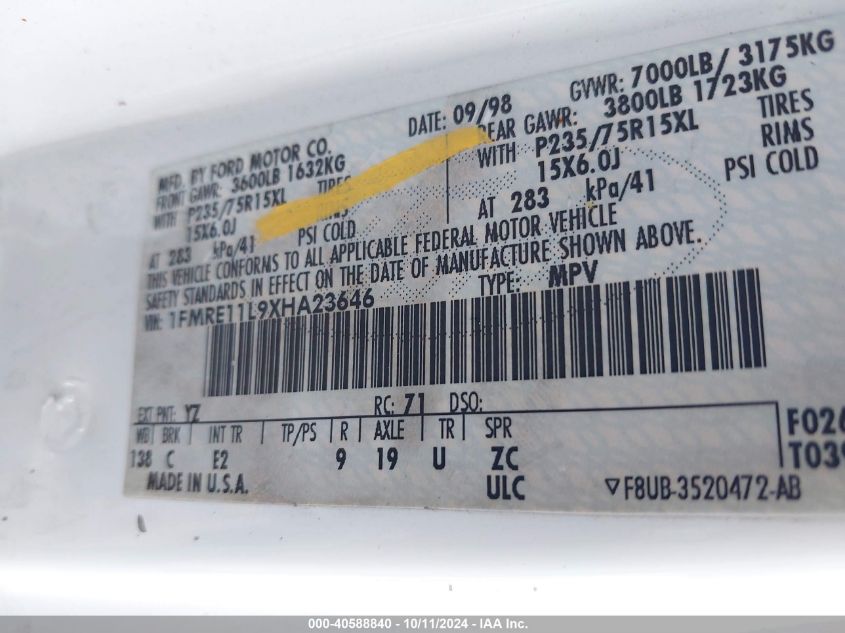 DATE: 09/98 GVWR: 7000LB/ 3175KG
MFD. BY FORD MOTOR CO.
FRONT GAWR: 3600LB 1632KG REAR GAWR: 3800LB 1723KG
WITH P235/75R15XL TIRES WITH P235/75R15XL TIRES
15X6.0J RIMS 15X6.0J RIMS
AT 283 kPa/41 PSI COLD AT 283 kPa/41 PSI COLD
THIS VEHICLE CONFORMS TO ALL APPLICABLE FEDERAL MOTOR VEHICLE
SAFETY STANDARDS IN EFFECT ON THE DATE OF MANUFACTURE SHOWN ABOVE.
VIN: 1FMRE11L9XHA23646 TYPE: MPV
EXT PNT: YZ RC: 71 DSO:
WB BRK INT TR TP/PS R AXLE TR SPR
138 C E2 9 19 U ZC
MADE IN U.S.A. ULC
F026
T039
F8UB-3520472-AB
000-40588840 - 10/11/2024 - IAA Inc.